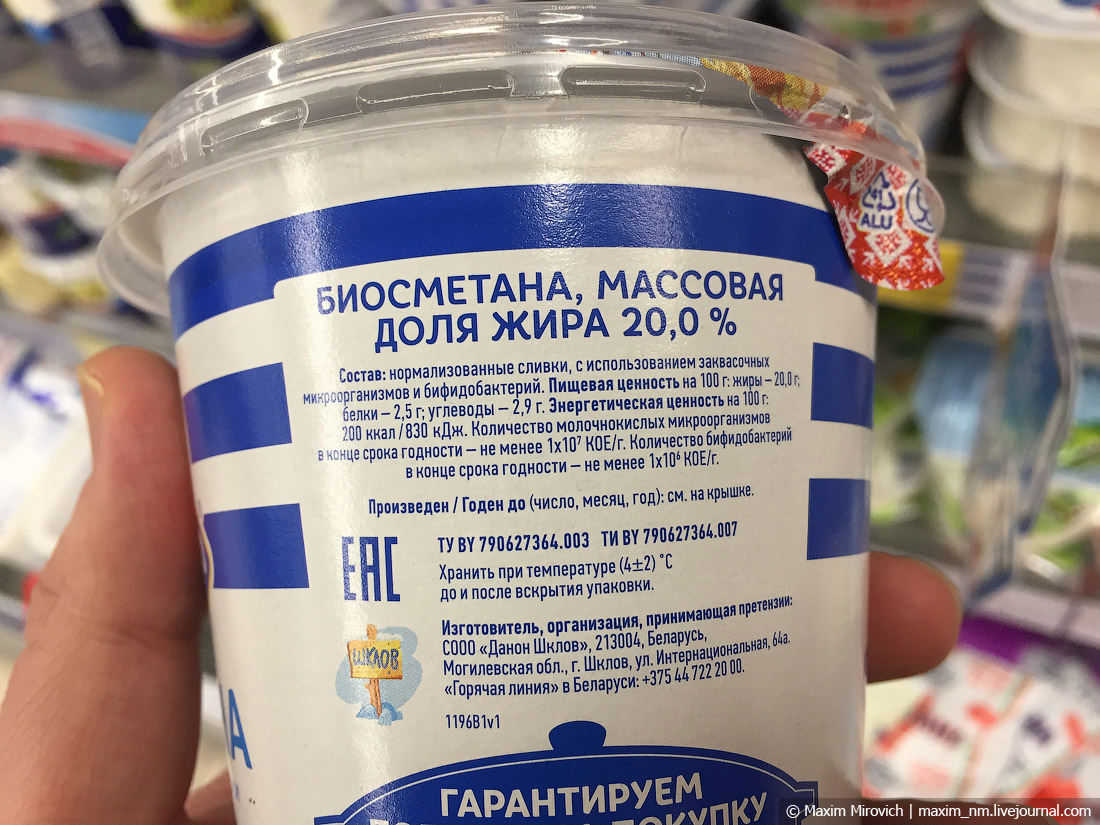 ALU
БИОСМЕТАНА, МАССОВАЯ
ДОЛЯ ЖИРА 20,0 %
Состав: нормализованные сливки, с использованием заквасочных
микроорганизмов и бифидобактерий. Пищевая ценность на 100 г: жиры – 20,0 г;
белки – 2,5 г; углеводы – 2,9 г. Энергетическая ценность на 100 г:
200 ккал / 830 кДж. Количество молочнокислых микроорганизмов
в конце срока годности – не менее 1x10⁷ КОЕ/г. Количество бифидобактерий
в конце срока годности – не менее 1x10⁶ КОЕ/г.
Произведен / Годен до (число, месяц, год): см. на крышке.
ЕАС
ТУ BY 790627364.003 ТИ BY 790627364.007
Хранить при температуре (4±2) °С
до и после вскрытия упаковки.
Изготовитель, организация, принимающая претензии:
СООО «Данон Шклов», 213004, Беларусь,
Могилевская обл., г. Шклов, ул. Интернациональная, 64а.
«Горячая линия» в Беларуси: +375 44 722 20 00.
ШКЛОВ
1196B1v1
ГАРАНТИРУЕМ
ПОКУПКУ
© Maxim Mirovich | maxim_nm.livejournal.com